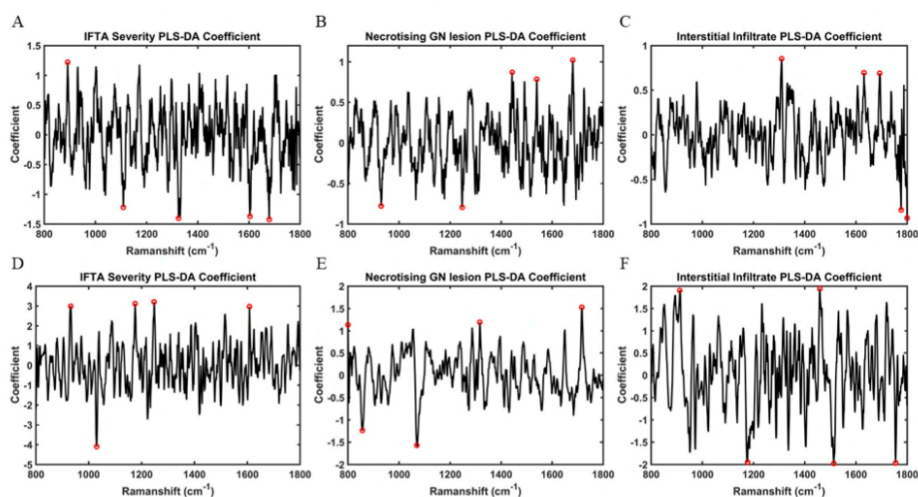 A
IFTA Severity PLS-DA Coefficient
1.5
1
0.5
0
-0.5
-1
-1.5
Coefficient
800 1000 1200 1400 1600 1800
Ramanshift (cm-1)
B
Necrotising GN lesion PLS-DA Coefficient
1
0.5
0
-0.5
-1
Coefficient
800 1000 1200 1400 1600 1800
Ramanshift (cm-1)
C
Interstitial Infiltrate PLS-DA Coefficient
1
0.5
0
-0.5
-1
Coefficient
800 1000 1200 1400 1600 1800
Ramanshift (cm-1)
D
IFTA Severity PLS-DA Coefficient
4
3
2
1
0
-1
-2
-3
-4
-5
Coefficient
800 1000 1200 1400 1600 1800
Ramanshift (cm-1)
E
Necrotising GN lesion PLS-DA Coefficient
2
1.5
1
0.5
0
-0.5
-1
-1.5
-2
Coefficient
800 1000 1200 1400 1600 1800
Ramanshift (cm-1)
F
Interstitial Infiltrate PLS-DA Coefficient
2
1.5
1
0.5
0
-0.5
-1
-1.5
-2
Coefficient
800 1000 1200 1400 1600 1800
Ramanshift (cm-1)